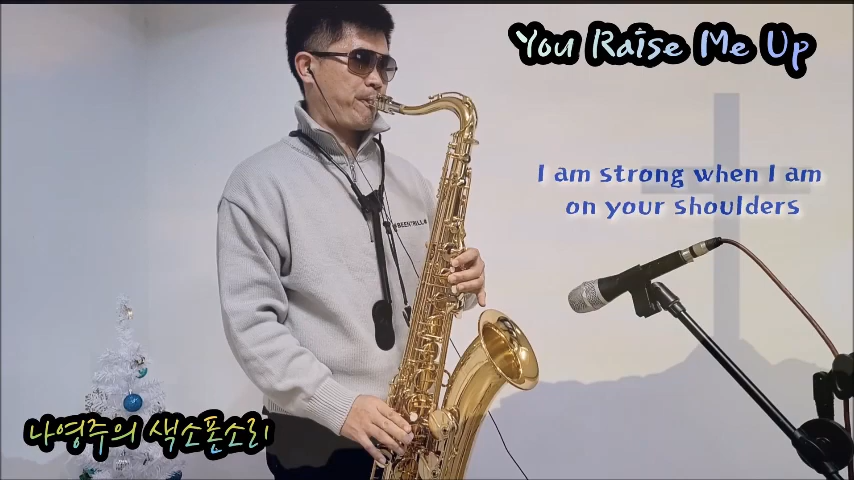 You Raise Me Up
I am strong when I am
on your shoulders
나영주의 색소폰소리